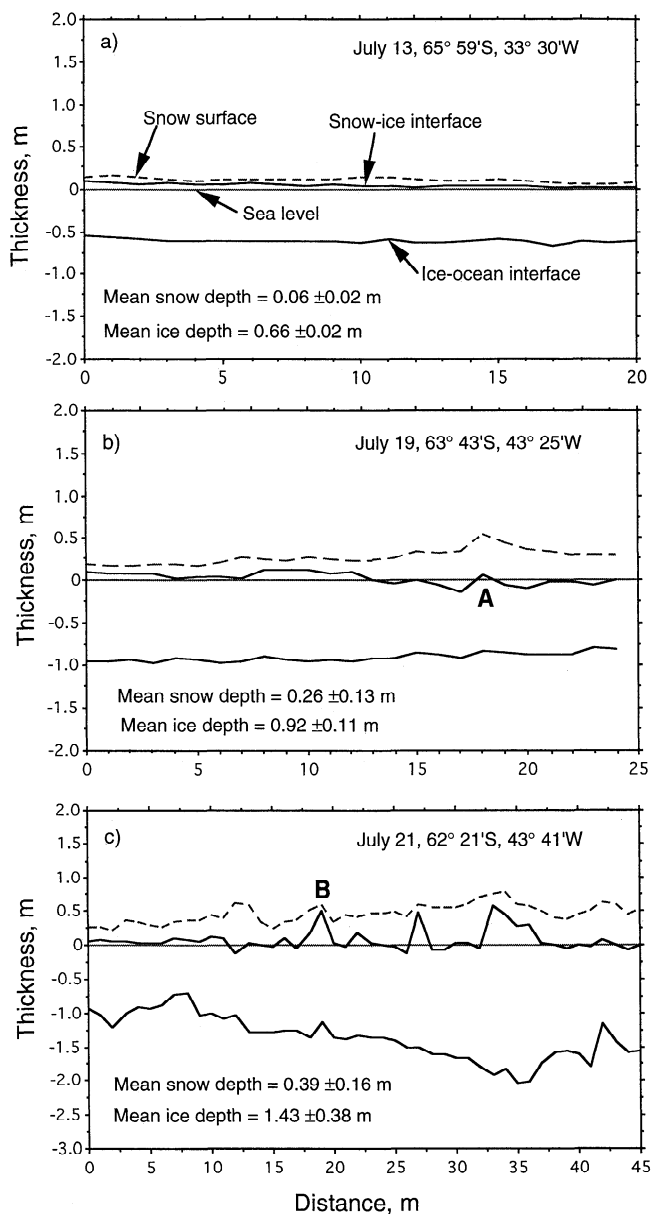 a)
July 13, 65° 59'S, 33° 30'W
Snow surface
Snow-ice interface
Sea level
Ice-ocean interface
Mean snow depth = 0.06 ±0.02 m
Mean ice depth = 0.66 ±0.02 m
Thickness, m
2.0
1.5
1.0
0.5
0
-0.5
-1.0
-1.5
-2.0
0 5 10 15 20
b)
July 19, 63° 43'S, 43° 25'W
A
Mean snow depth = 0.26 ±0.13 m
Mean ice depth = 0.92 ±0.11 m
Thickness, m
2.0
1.5
1.0
0.5
0
-0.5
-1.0
-1.5
-2.0
0 5 10 15 20 25
c)
July 21, 62° 21'S, 43° 41'W
B
Mean snow depth = 0.39 ±0.16 m
Mean ice depth = 1.43 ±0.38 m
Thickness, m
2.0
1.5
1.0
0.5
0
-0.5
-1.0
-1.5
-2.0
-2.5
-3.0
0 5 10 15 20 25 30 35 40 45
Distance, m